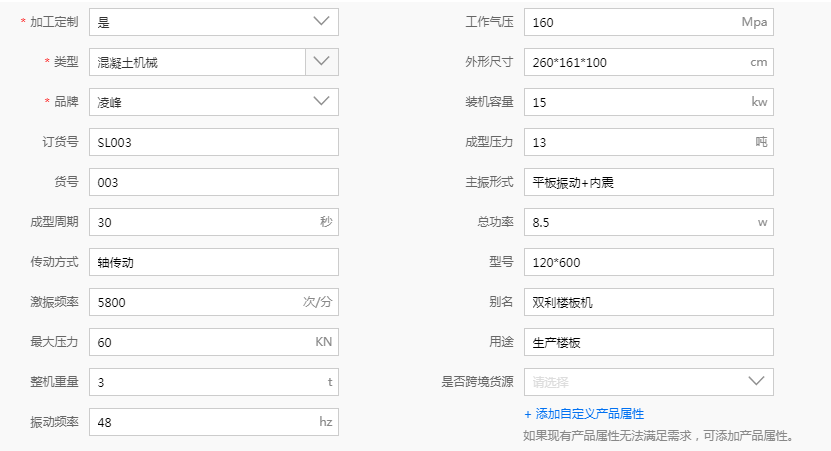 * 加工定制 是
* 类型 混凝土机械
* 品牌 凌峰
订货号 SL003
货号 003
成型周期 30 秒
传动方式 轴传动
激振频率 5800 次/分
最大压力 60 KN
整机重量 3 t
振动频率 48 hz
工作气压 160 Mpa
外形尺寸 260*161*100 cm
装机容量 15 kw
成型压力 13 吨
主振形式 平板振动+内震
总功率 8.5 w
型号 120*600
别名 双利楼板机
用途 生产楼板
是否跨境货源 请选择
+ 添加自定义产品属性
如果现有产品属性无法满足需求，可添加产品属性。